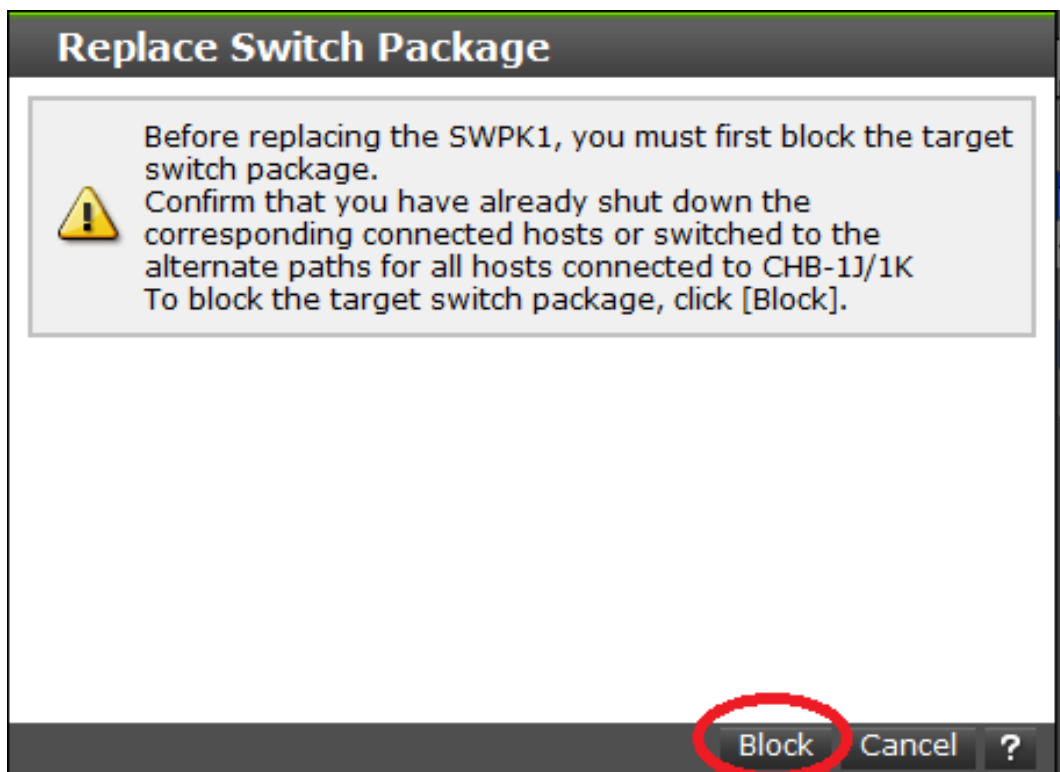 Replace Switch Package
Before replacing the SWPK1, you must first block the target
switch package.
Confirm that you have already shut down the
corresponding connected hosts or switched to the
alternate paths for all hosts connected to CHB-1J/1K
To block the target switch package, click [Block].
Block Cancel ?